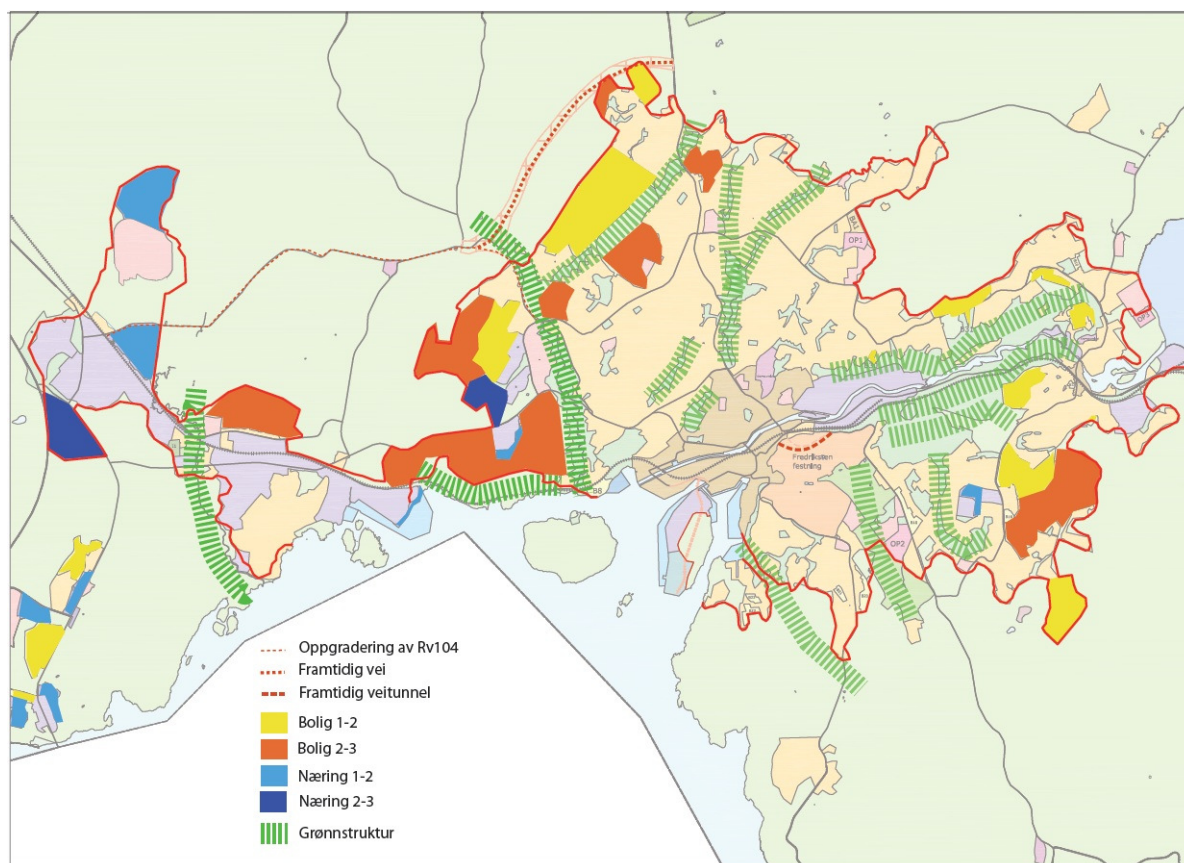 OP1
OP3
Fredriksten
festning
OP2
Oppgradering av Rv104
Framtidig vei
Framtidig veitunnel
Bolig 1-2
Bolig 2-3
Næring 1-2
Næring 2-3
Grønnstruktur